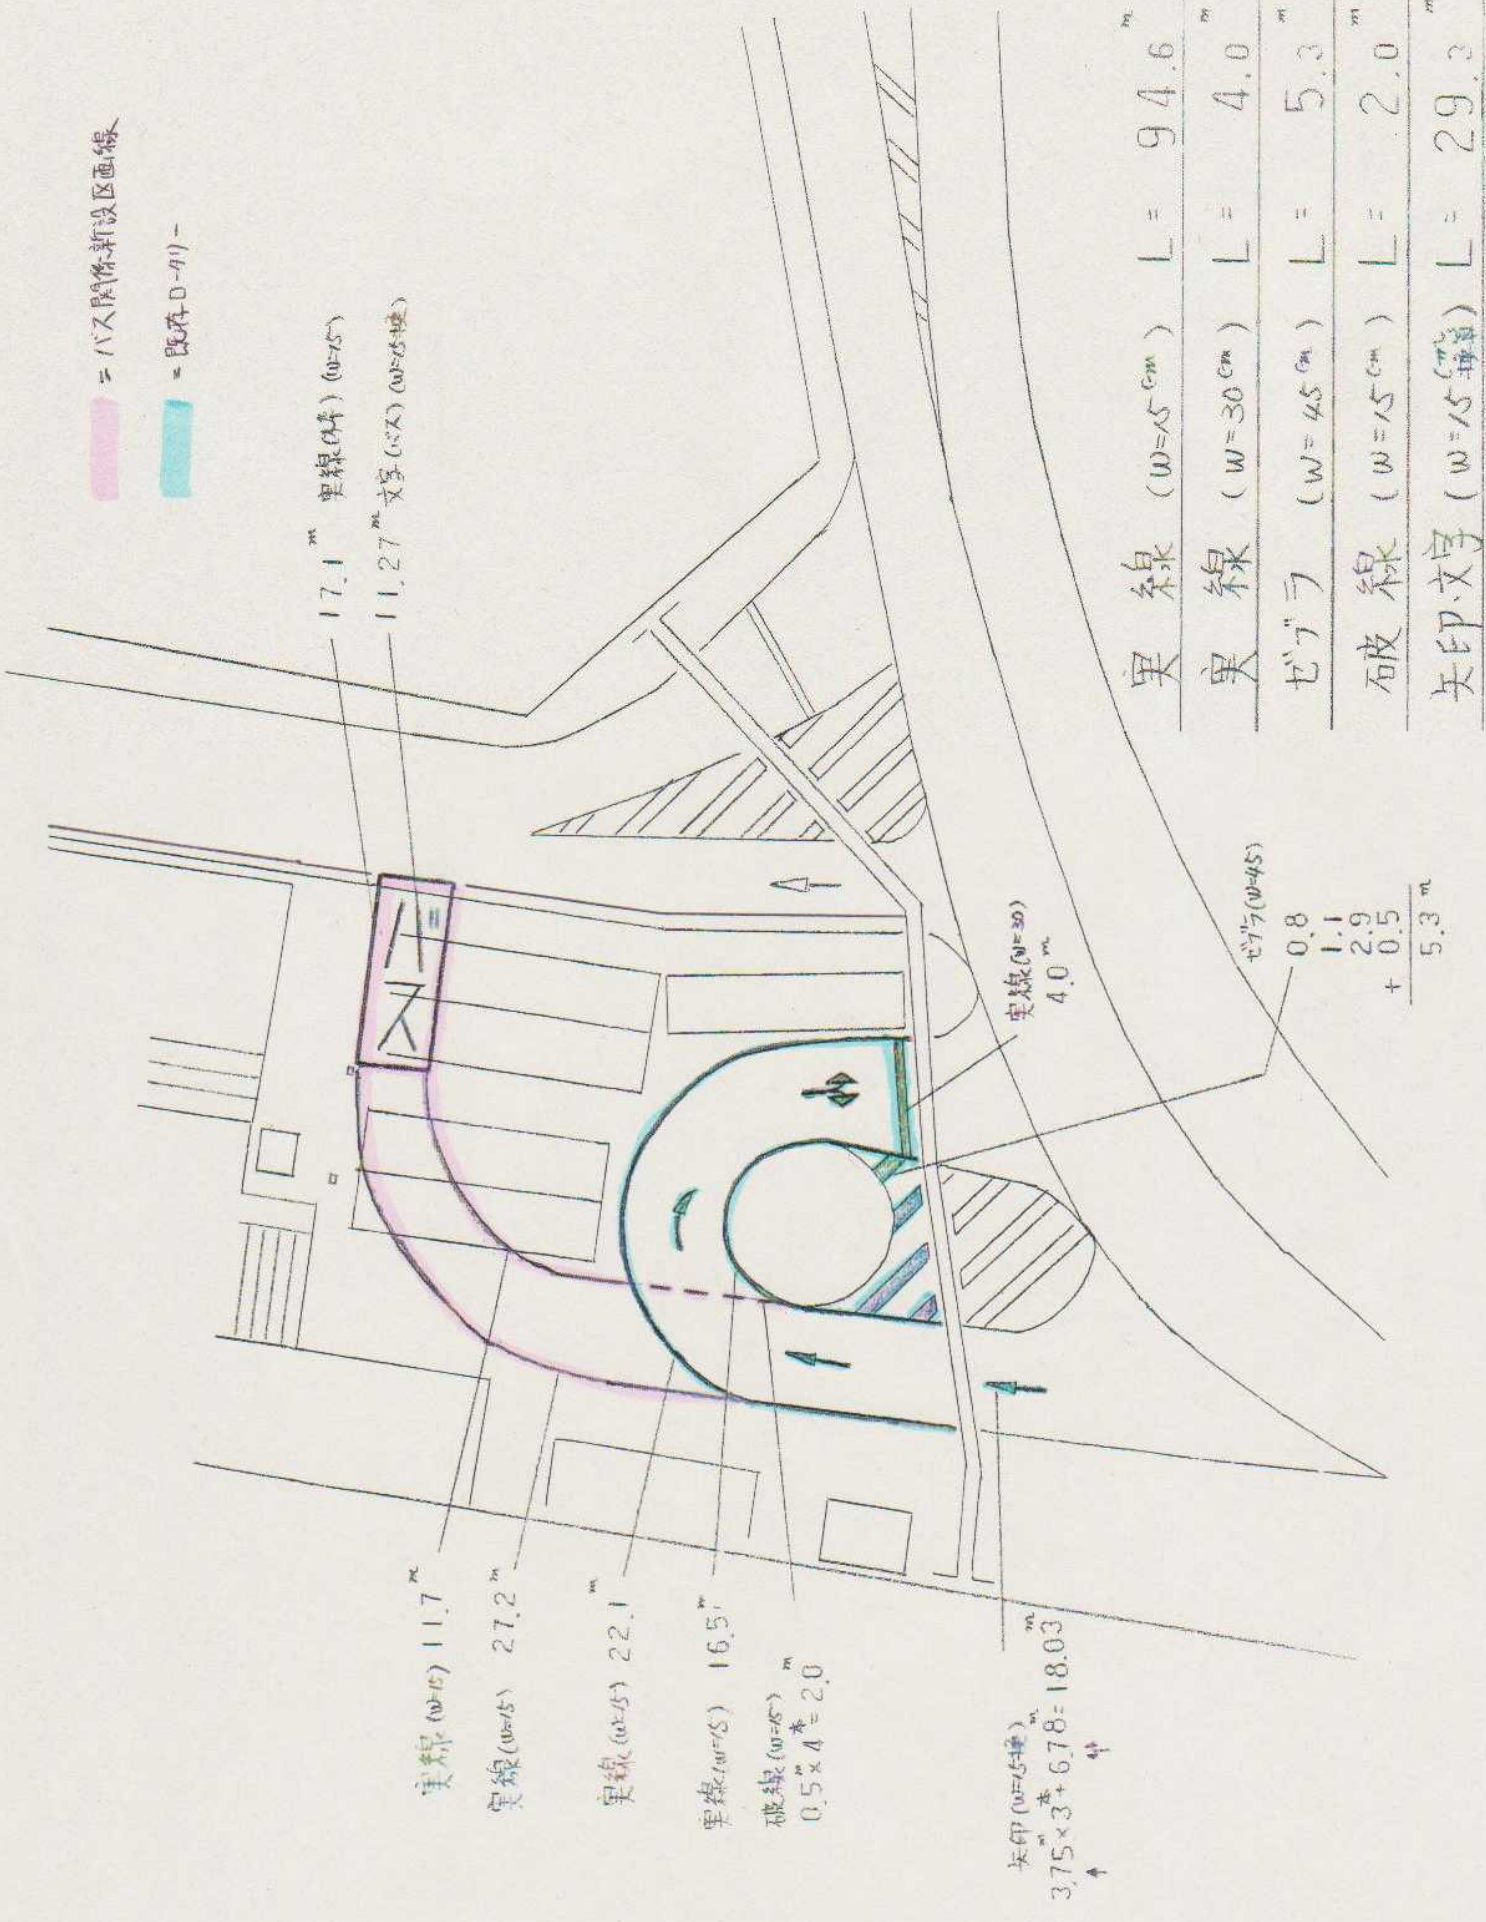 = バス関係新設区画線
= 既存ロータリー
17.1m 実線(外枠)(W=15)
11.27m 文字(バス)(W=15換)
バス
実線(W=15) 11.7m
実線(W=15) 27.2m
実線(W=15) 22.1m
実線(W=15) 16.5m
破線(W=15)
0.5m×4本=2.0m
矢印(W=15換)
3.75m×3本+6.78m=18.03m
実線(W=30)
4.0m
ゼブラ(W=45)
0.8
1.1
2.9
+ 0.5
5.3m
実線 (W=15cm) L= 94.6m
実線 (W=30cm) L= 4.0m
ゼブラ (W=45cm) L= 5.3m
破線 (W=15cm) L= 2.0m
矢印・文字 (W=15cm換算) L= 29.3m